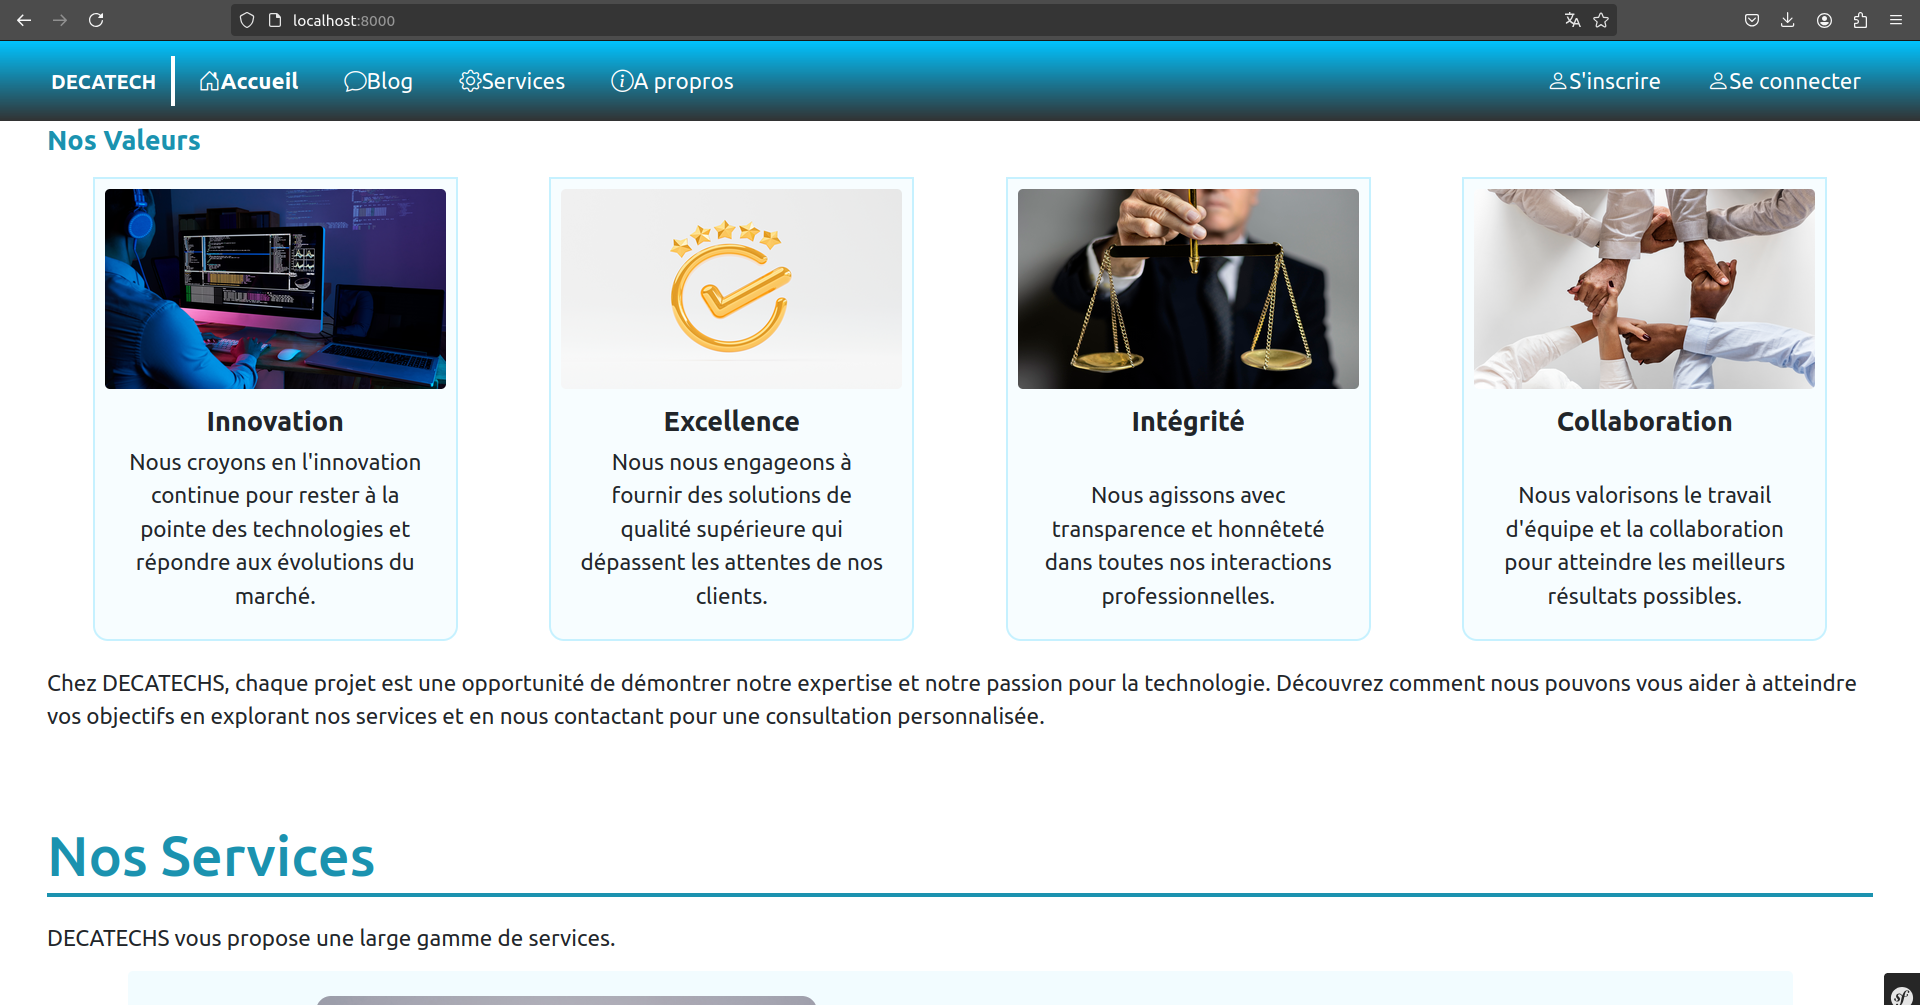 localhost:8000
DECATECH Accueil Blog Services A propros S'inscrire Se connecter
Nos Valeurs
Innovation
Nous croyons en l'innovation
continue pour rester à la
pointe des technologies et
répondre aux évolutions du
marché.
Excellence
Nous nous engageons à
fournir des solutions de
qualité supérieure qui
dépassent les attentes de nos
clients.
Intégrité
Nous agissons avec
transparence et honnêteté
dans toutes nos interactions
professionnelles.
Collaboration
Nous valorisons le travail
d'équipe et la collaboration
pour atteindre les meilleurs
résultats possibles.
Chez DECATECHS, chaque projet est une opportunité de démontrer notre expertise et notre passion pour la technologie. Découvrez comment nous pouvons vous aider à atteindre
vos objectifs en explorant nos services et en nous contactant pour une consultation personnalisée.
Nos Services
DECATECHS vous propose une large gamme de services.
sf